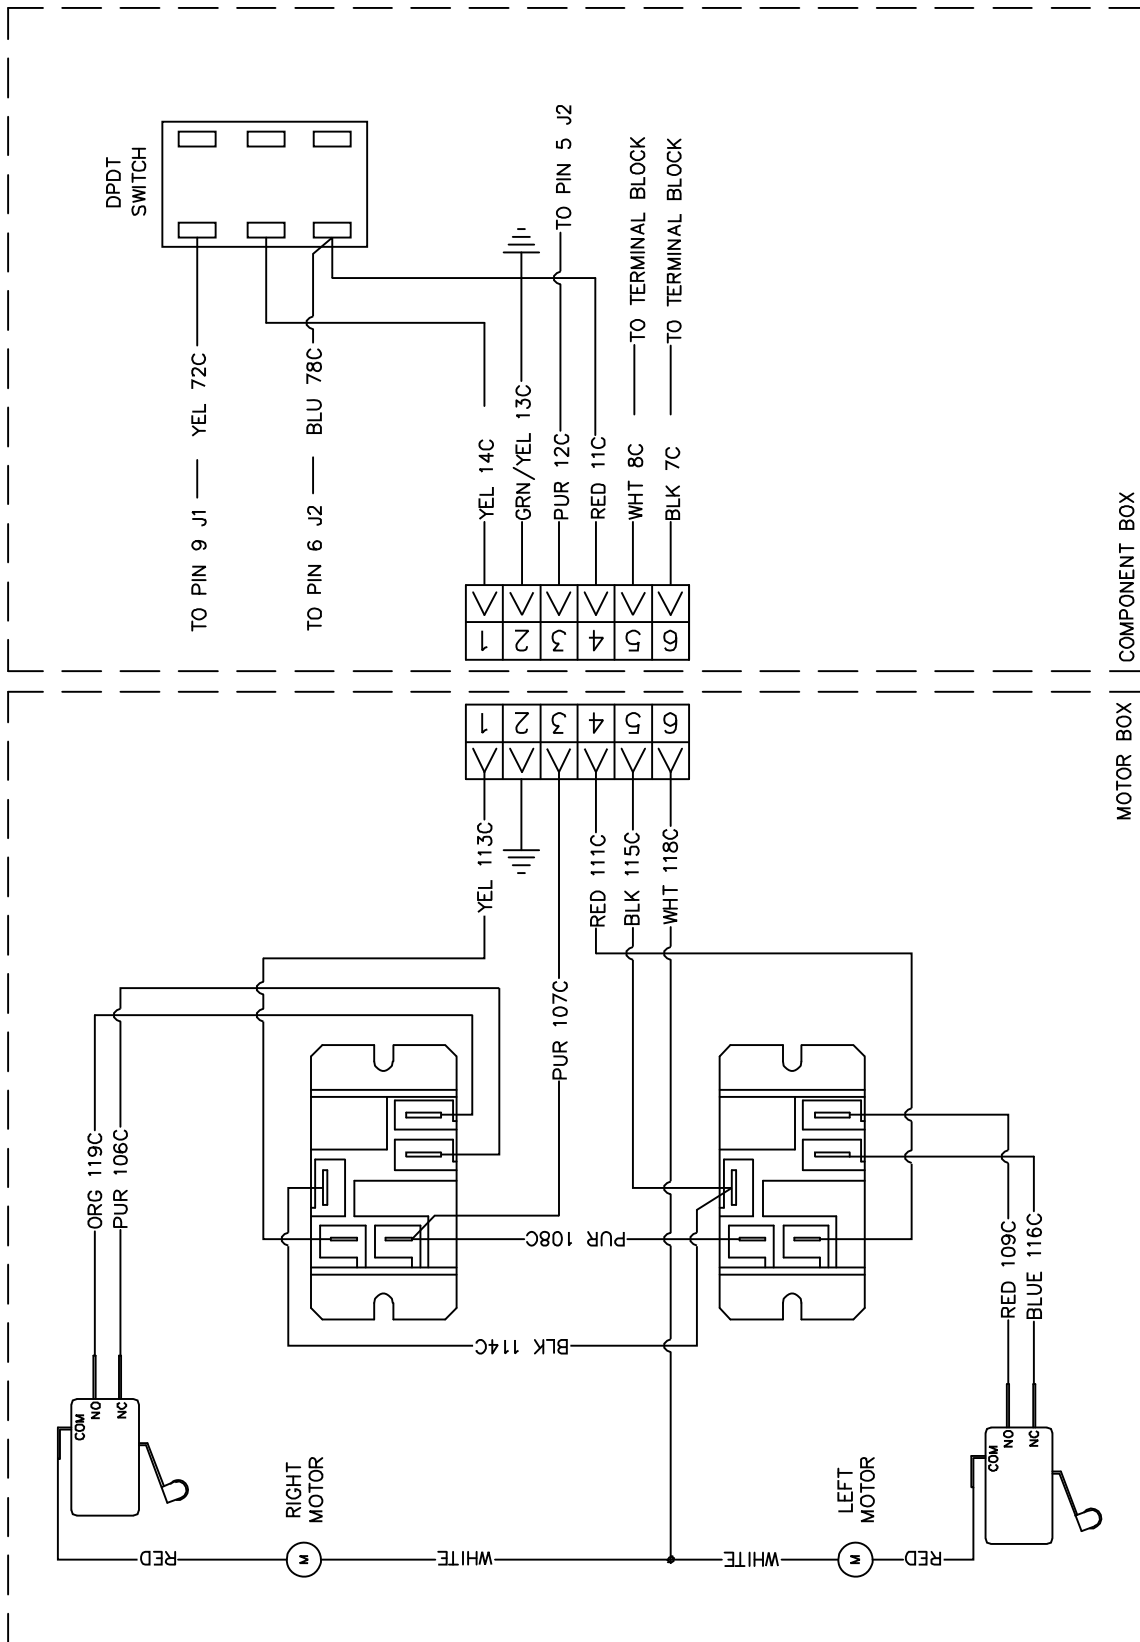 DPDT
SWITCH
TO PIN 9 J1
YEL 72C
TO PIN 6 J2
BLU 78C
YEL 14C
GRN/YEL 13C
PUR 12C
TO PIN 5 J2
RED 11C
WHT 8C
TO TERMINAL BLOCK
BLK 7C
TO TERMINAL BLOCK
1
2
3
4
5
6
COMPONENT BOX
MOTOR BOX
1
2
3
4
5
6
YEL 113C
PUR 107C
RED 111C
BLK 115C
WHT 118C
ORG 119C
PUR 106C
PUR 108C
BLK 114C
RED 109C
BLUE 116C
COM
NO
NC
RIGHT
MOTOR
RED
M
WHITE
WHITE
LEFT
MOTOR
M
RED
COM
NO
NC